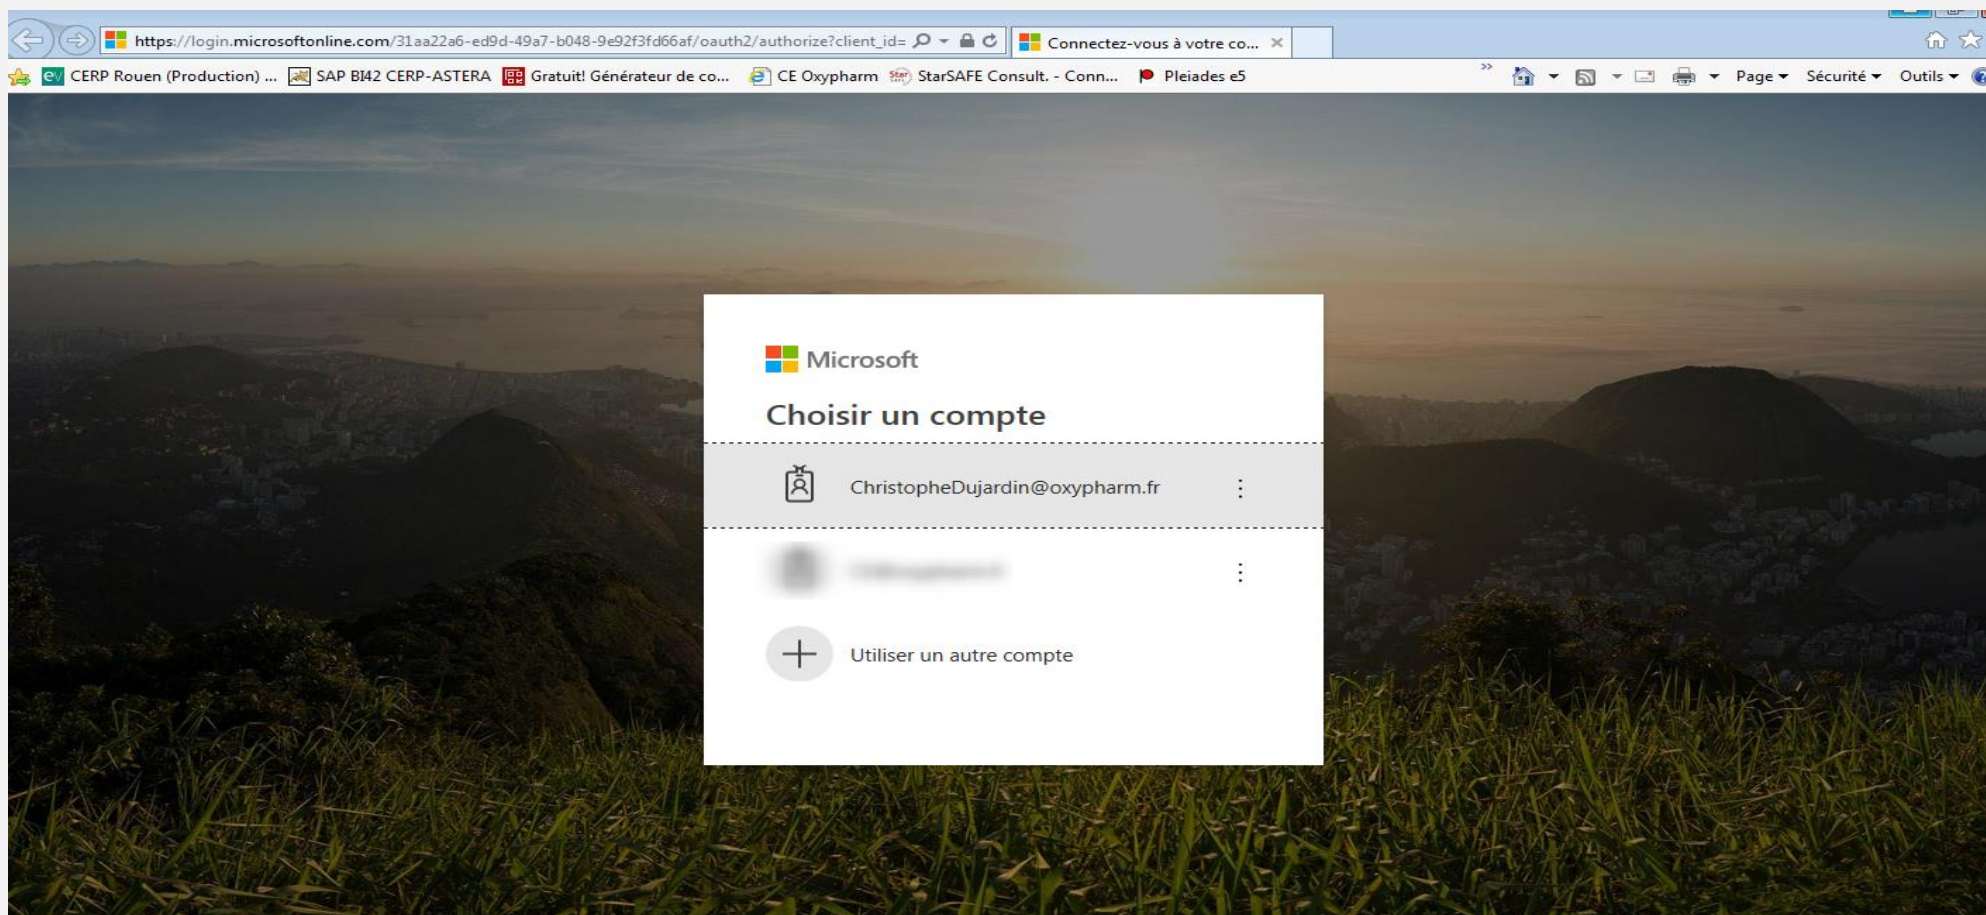 https://login.microsoftonline.com/31aa22a6-ed9d-49a7-b048-9e92f3fd66af/oauth2/authorize?client_id=
Connectez-vous à votre co...
CERP Rouen (Production) ... SAP BI42 CERP-ASTERA Gratuit! Générateur de co... CE Oxypharm StarSAFE Consult. - Conn... Pleiades e5 Page Sécurité Outils
Microsoft
Choisir un compte
ChristopheDujardin@oxypharm.fr
Utiliser un autre compte